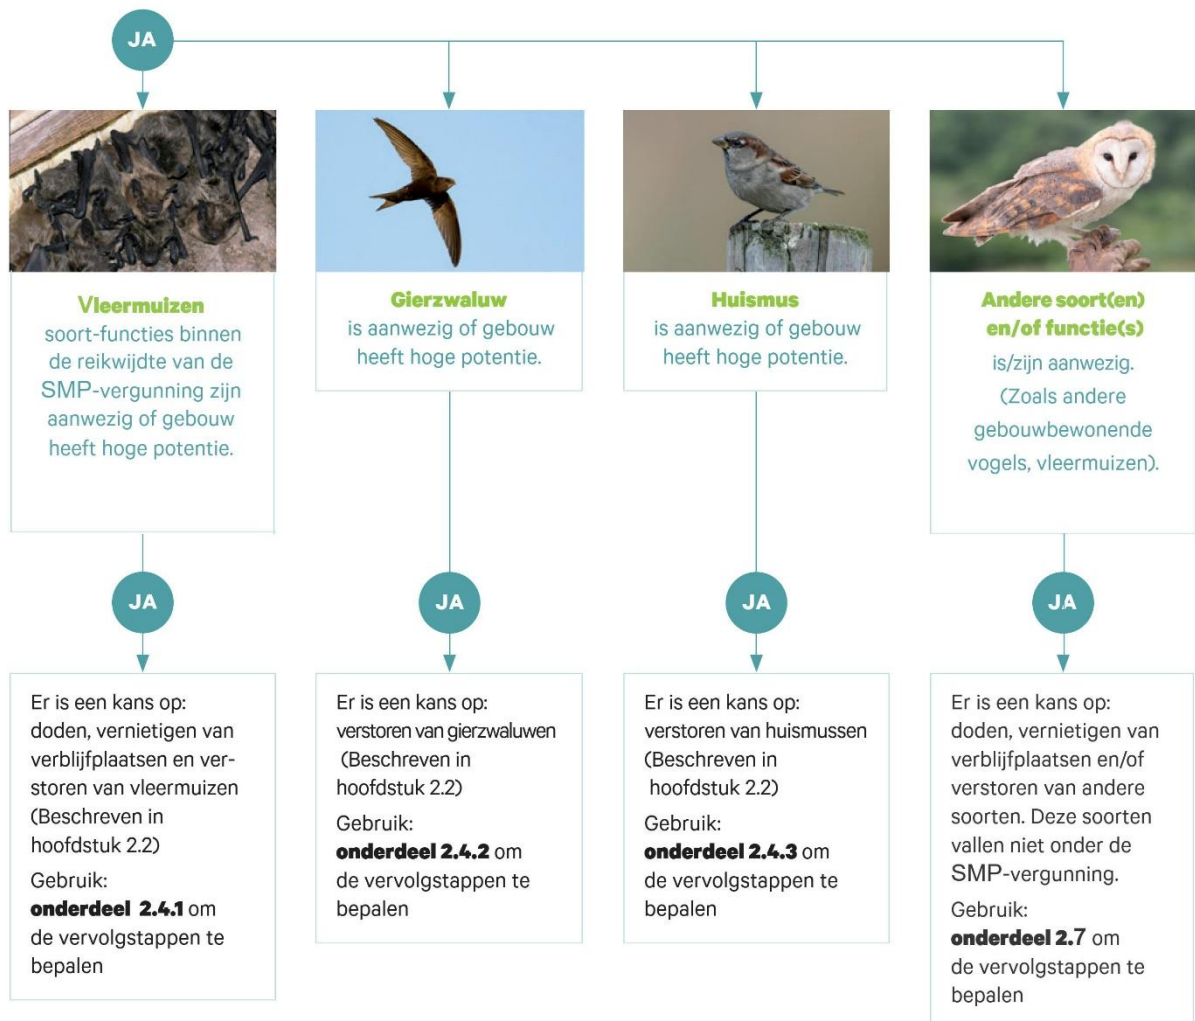 JA
Vleermuizen
soort-functies binnen
de reikwijdte van de
SMP-vergunning zijn
aanwezig of gebouw
heeft hoge potentie.
Gierzwaluw
is aanwezig of gebouw
heeft hoge potentie.
Huismus
is aanwezig of gebouw
heeft hoge potentie.
Andere soort(en)
en/of functie(s)
is/zijn aanwezig.
(Zoals andere
gebouwbewonende
vogels, vleermuizen).
JA
JA
JA
JA
Er is een kans op:
doden, vernietigen van
verblijfplaatsen en ver-
storen van vleermuizen
(Beschreven in
hoofdstuk 2.2)
Gebruik:
onderdeel 2.4.1 om
de vervolgstappen te
bepalen
Er is een kans op:
verstoren van gierzwaluwen
(Beschreven in
hoofdstuk 2.2)
Gebruik:
onderdeel 2.4.2 om
de vervolgstappen te
bepalen
Er is een kans op:
verstoren van huismussen
(Beschreven in
hoofdstuk 2.2)
Gebruik:
onderdeel 2.4.3 om
de vervolgstappen te
bepalen
Er is een kans op:
doden, vernietigen van
verblijfplaatsen en/of
verstoren van andere
soorten. Deze soorten
vallen niet onder de
SMP-vergunning.
Gebruik:
onderdeel 2.7 om
de vervolgstappen te
bepalen